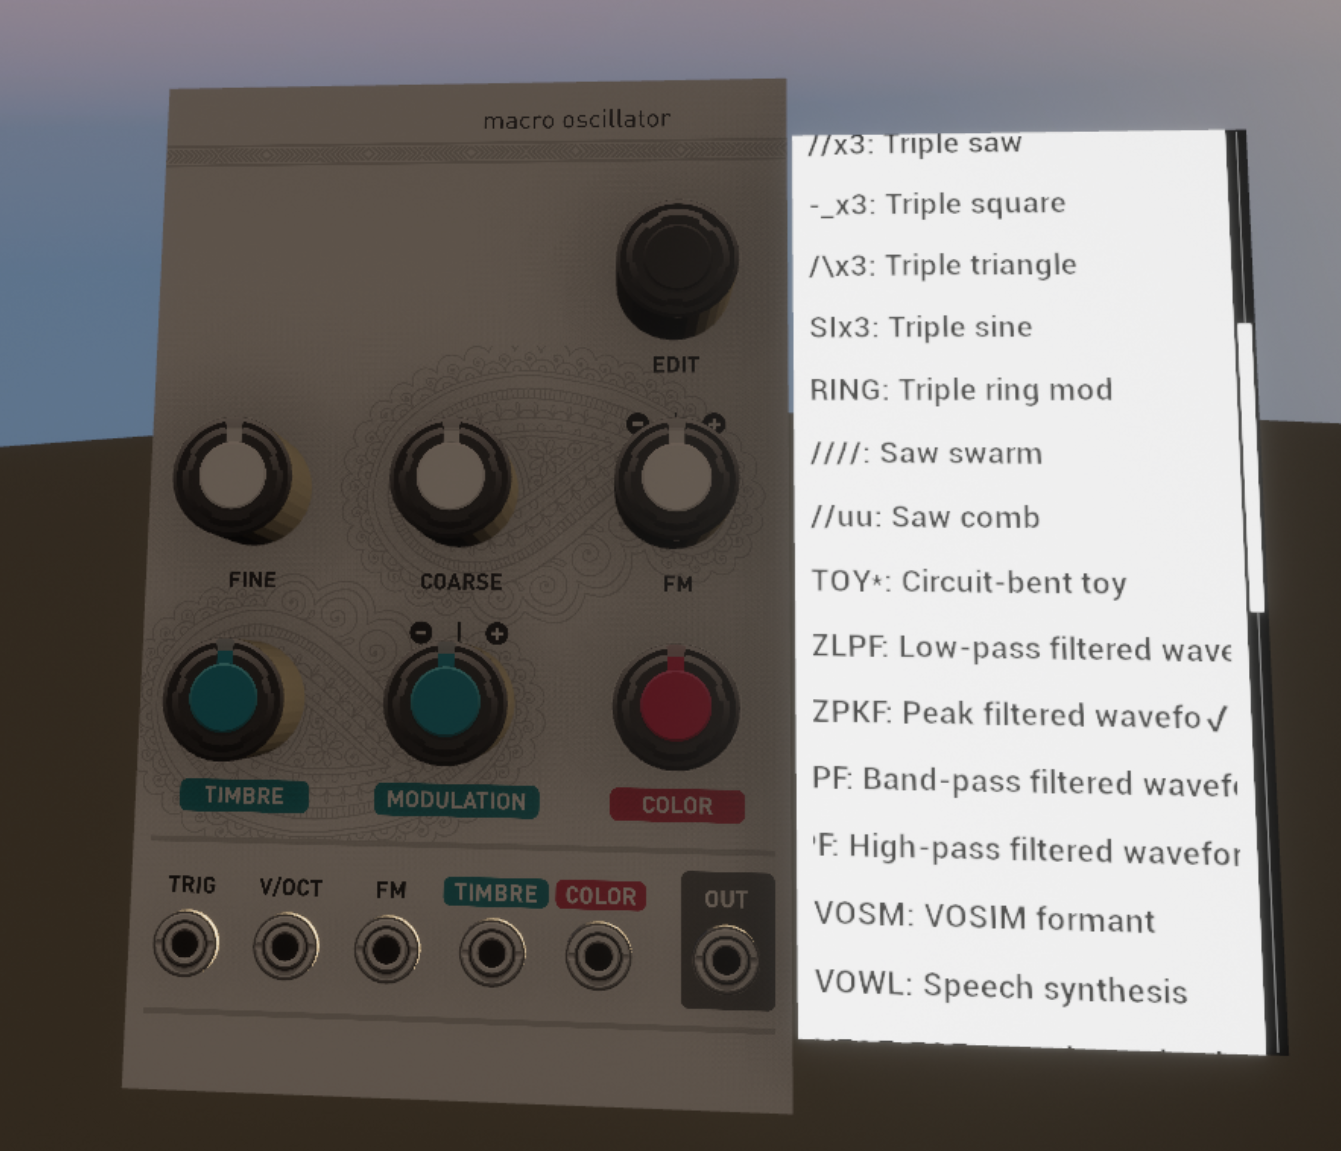 macro oscillator
EDIT
FINE
COARSE
FM
TIMBRE
MODULATION
COLOR
TRIG
V/OCT
FM
TIMBRE
COLOR
OUT
//x3: Triple saw
-_x3: Triple square
/\x3: Triple triangle
SIx3: Triple sine
RING: Triple ring mod
////: Saw swarm
//uu: Saw comb
TOY*: Circuit-bent toy
ZLPF: Low-pass filtered wave
ZPKF: Peak filtered wavefo✓
PF: Band-pass filtered wavef
F: High-pass filtered wavefor
VOSM: VOSIM formant
VOWL: Speech synthesis